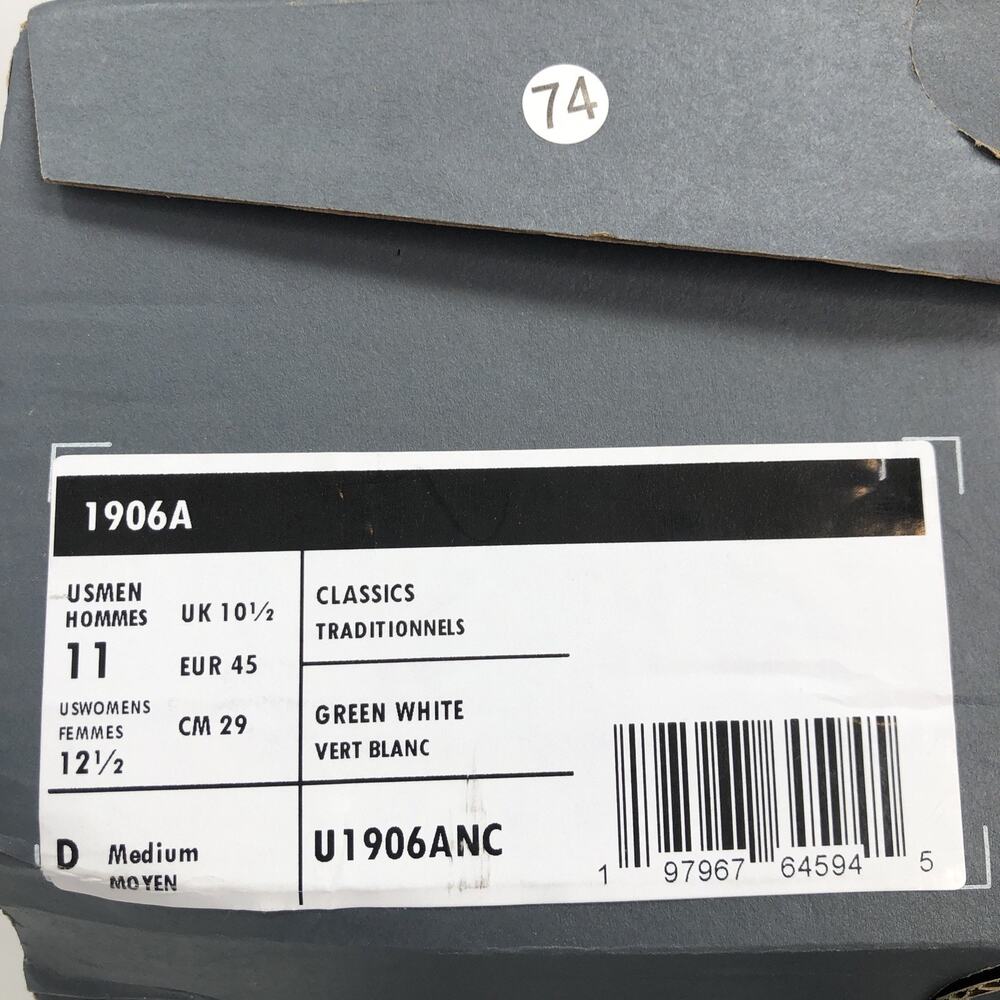 74
1906A
USMEN
HOMMES
11
UK 10½
EUR 45
CM 29
USWOMENS
FEMMES
12½
CLASSICS
TRADITIONNELS
GREEN WHITE
VERT BLANC
D Medium
MOYEN
U1906ANC
1 97967 64594 5